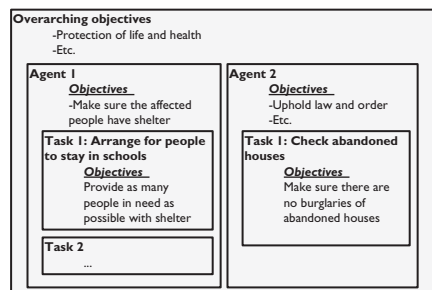 Overarching objectives
-Protection of life and health
-Etc.
Agent 1
Objectives
-Make sure the affected
people have shelter
Task 1: Arrange for people
to stay in schools
Objectives
Provide as many
people in need as
possible with shelter
Task 2
...
Agent 2
Objectives
-Uphold law and order
-Etc.
Task 1: Check abandoned
houses
Objectives
Make sure there are
no burglaries of
abandoned houses